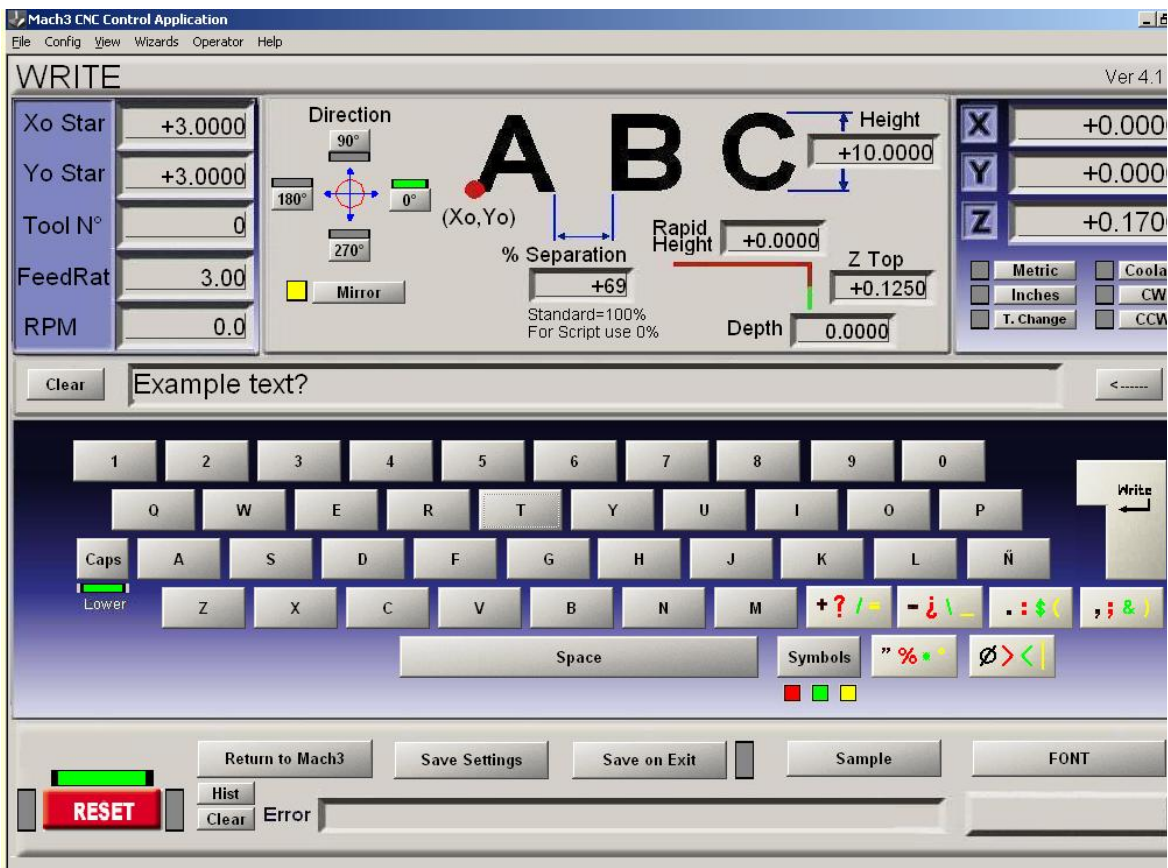 Mach3 CNC Control Application
File Config View Wizards Operator Help
WRITE
Ver 4.1
Xo Star +3.0000
Yo Star +3.0000
Tool N° 0
FeedRat 3.00
RPM 0.0
Direction
90°
180°
0°
270°
Mirror
A B C
(Xo,Yo)
Height
+10.0000
% Separation
+69
Standard=100%
For Script use 0%
Rapid
Height
+0.0000
Z Top
+0.1250
Depth 0.0000
X +0.000
Y +0.000
Z +0.170
Metric Coola
Inches CW
T. Change CCW
Clear Example text? <------
1 2 3 4 5 6 7 8 9 0
Q W E R T Y U I O P
Write
Caps A S D F G H J K L Ñ
Lower
Z X C V B N M + ? / = - ¿ \ _ . : $ ( , ; & )
Space Symbols " % • ° Ø > < |
Return to Mach3 Save Settings Save on Exit Sample FONT
RESET
Hist
Clear Error